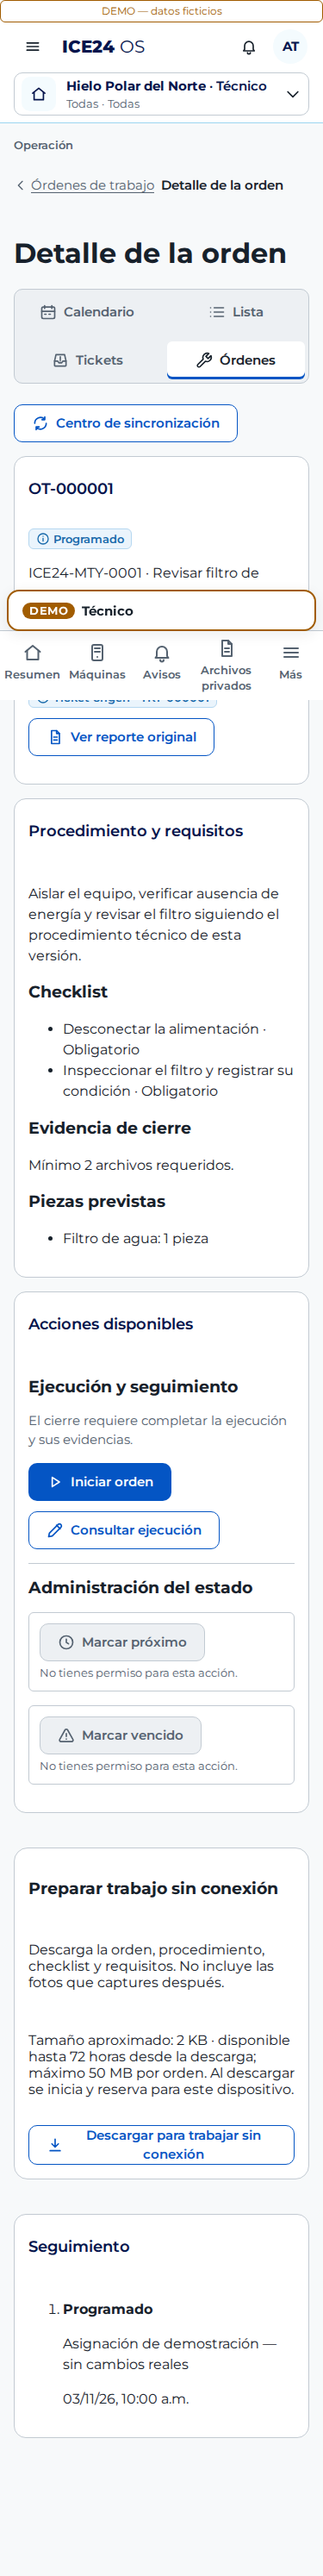 DEMO — datos ficticios
ICE24 OS
AT
Hielo Polar del Norte · Técnico
Todas · Todas
Operación
Órdenes de trabajo Detalle de la orden
Detalle de la orden
Calendario
Lista
Tickets
Órdenes
Centro de sincronización
OT-000001
Programado
ICE24-MTY-0001 · Revisar filtro de
DEMO Técnico
Resumen
Máquinas
Avisos
Archivos
privados
Más
Ver reporte original
Procedimiento y requisitos
Aislar el equipo, verificar ausencia de
energía y revisar el filtro siguiendo el
procedimiento técnico de esta
versión.
Checklist
• Desconectar la alimentación ·
Obligatorio
• Inspeccionar el filtro y registrar su
condición · Obligatorio
Evidencia de cierre
Mínimo 2 archivos requeridos.
Piezas previstas
• Filtro de agua: 1 pieza
Acciones disponibles
Ejecución y seguimiento
El cierre requiere completar la ejecución
y sus evidencias.
Iniciar orden
Consultar ejecución
Administración del estado
Marcar próximo
No tienes permiso para esta acción.
Marcar vencido
No tienes permiso para esta acción.
Preparar trabajo sin conexión
Descarga la orden, procedimiento,
checklist y requisitos. No incluye las
fotos que captures después.
Tamaño aproximado: 2 KB · disponible
hasta 72 horas desde la descarga;
máximo 50 MB por orden. Al descargar
se inicia y reserva para este dispositivo.
Descargar para trabajar sin
conexión
Seguimiento
1. Programado
Asignación de demostración —
sin cambios reales
03/11/26, 10:00 a.m.